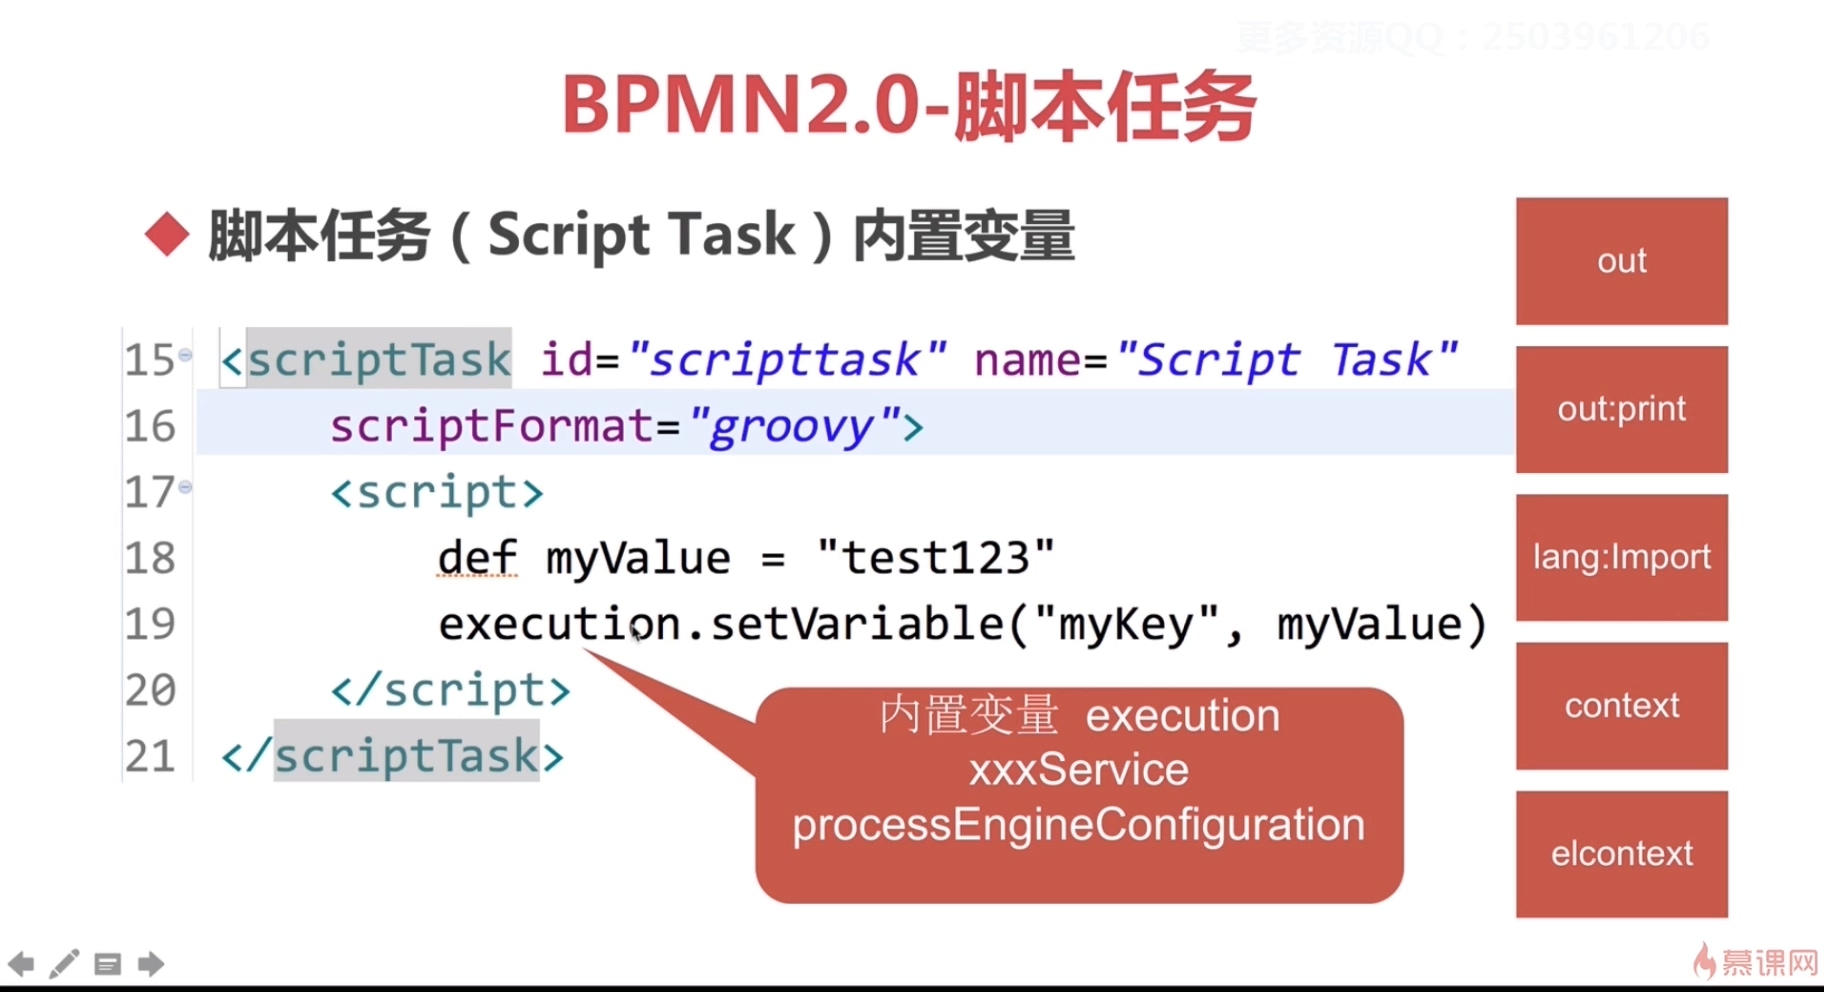 更多资源QQ：2503961206
BPMN2.0-脚本任务
脚本任务（Script Task）内置变量
15 <scriptTask id="scripttask" name="Script Task"
16 scriptFormat="groovy">
17 <script>
18 def myValue = "test123"
19 execution.setVariable("myKey", myValue)
20 </script>
21 </scriptTask>
内置变量 execution
xxxService
processEngineConfiguration
out
out:print
lang:Import
context
elcontext
慕课网